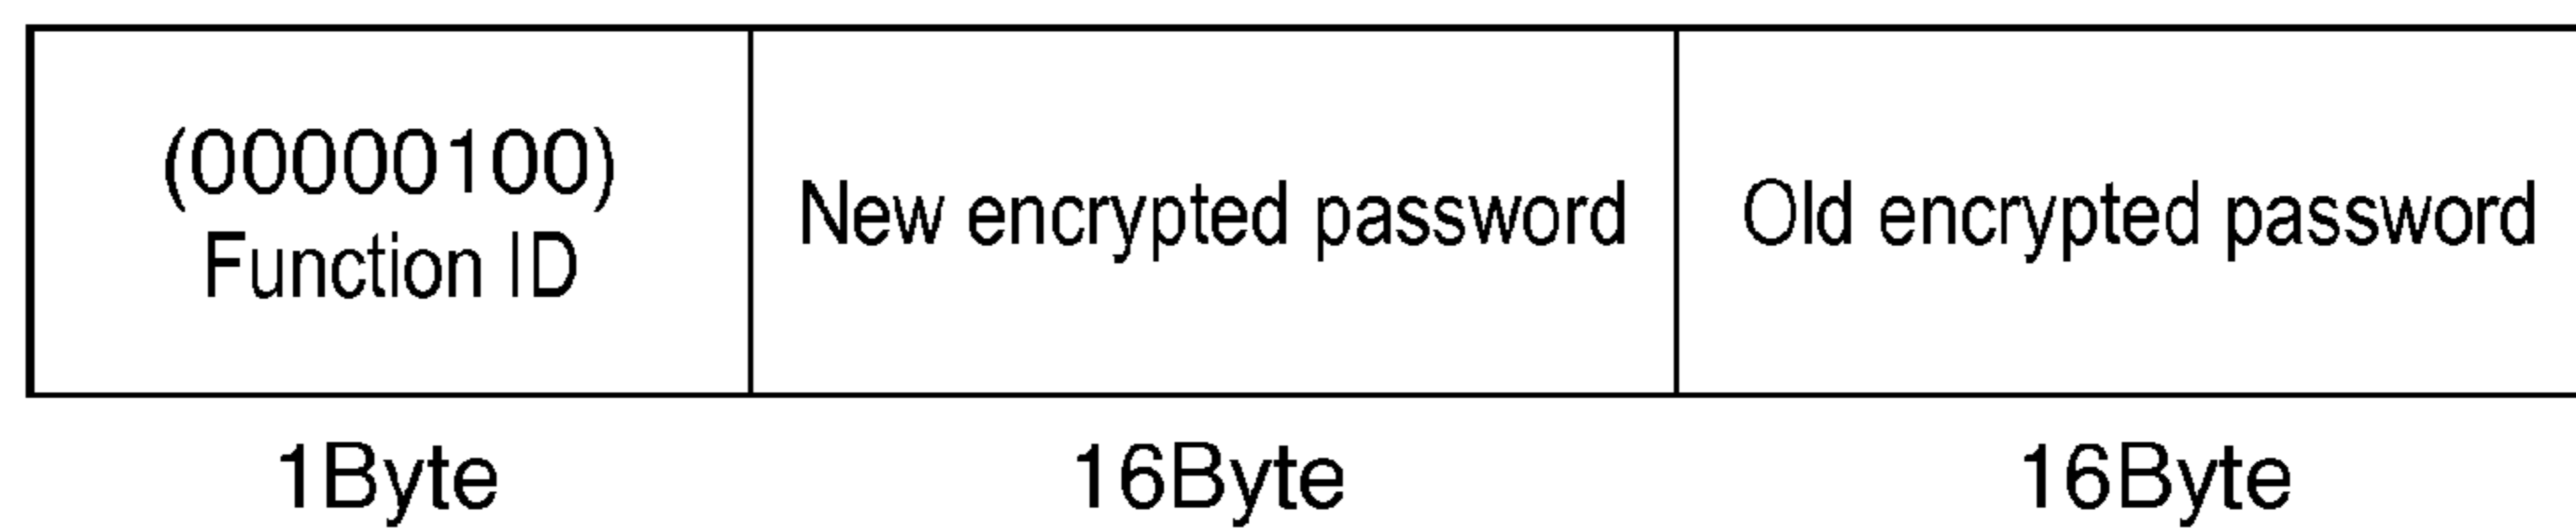 (00000100)
Function ID
New encrypted password
Old encrypted password
1Byte
16Byte
16Byte